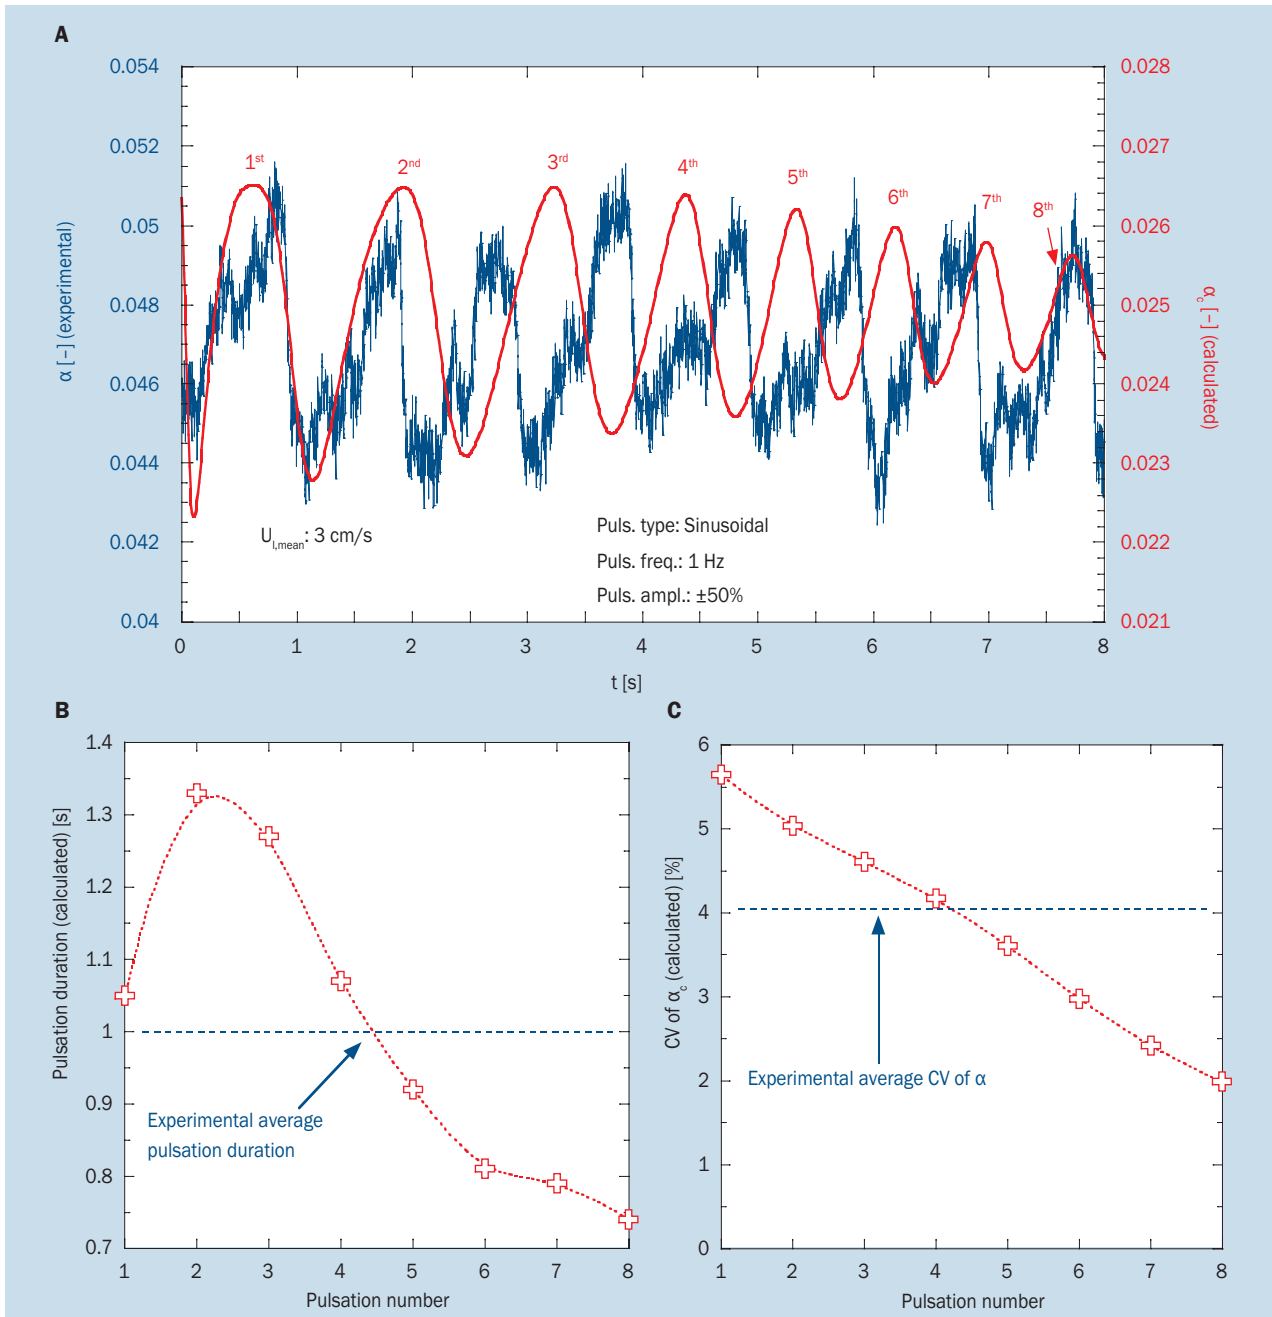 A
0.054
0.052
0.05
0.048
0.046
0.044
0.042
0.04
α [–] (experimental)
0.028
0.027
0.026
0.025
0.024
0.023
0.022
0.021
α_c [–] (calculated)
1st
2nd
3rd
4th
5th
6th
7th
8th
U_l,mean: 3 cm/s
Puls. type: Sinusoidal
Puls. freq.: 1 Hz
Puls. ampl.: ±50%
0 1 2 3 4 5 6 7 8
t [s]
B
1.4
1.3
1.2
1.1
1
0.9
0.8
0.7
Pulsation duration (calculated) [s]
Experimental average
pulsation duration
1 2 3 4 5 6 7 8
Pulsation number
C
6
5
4
3
2
1
0
CV of α_c (calculated) [%]
Experimental average CV of α
1 2 3 4 5 6 7 8
Pulsation number